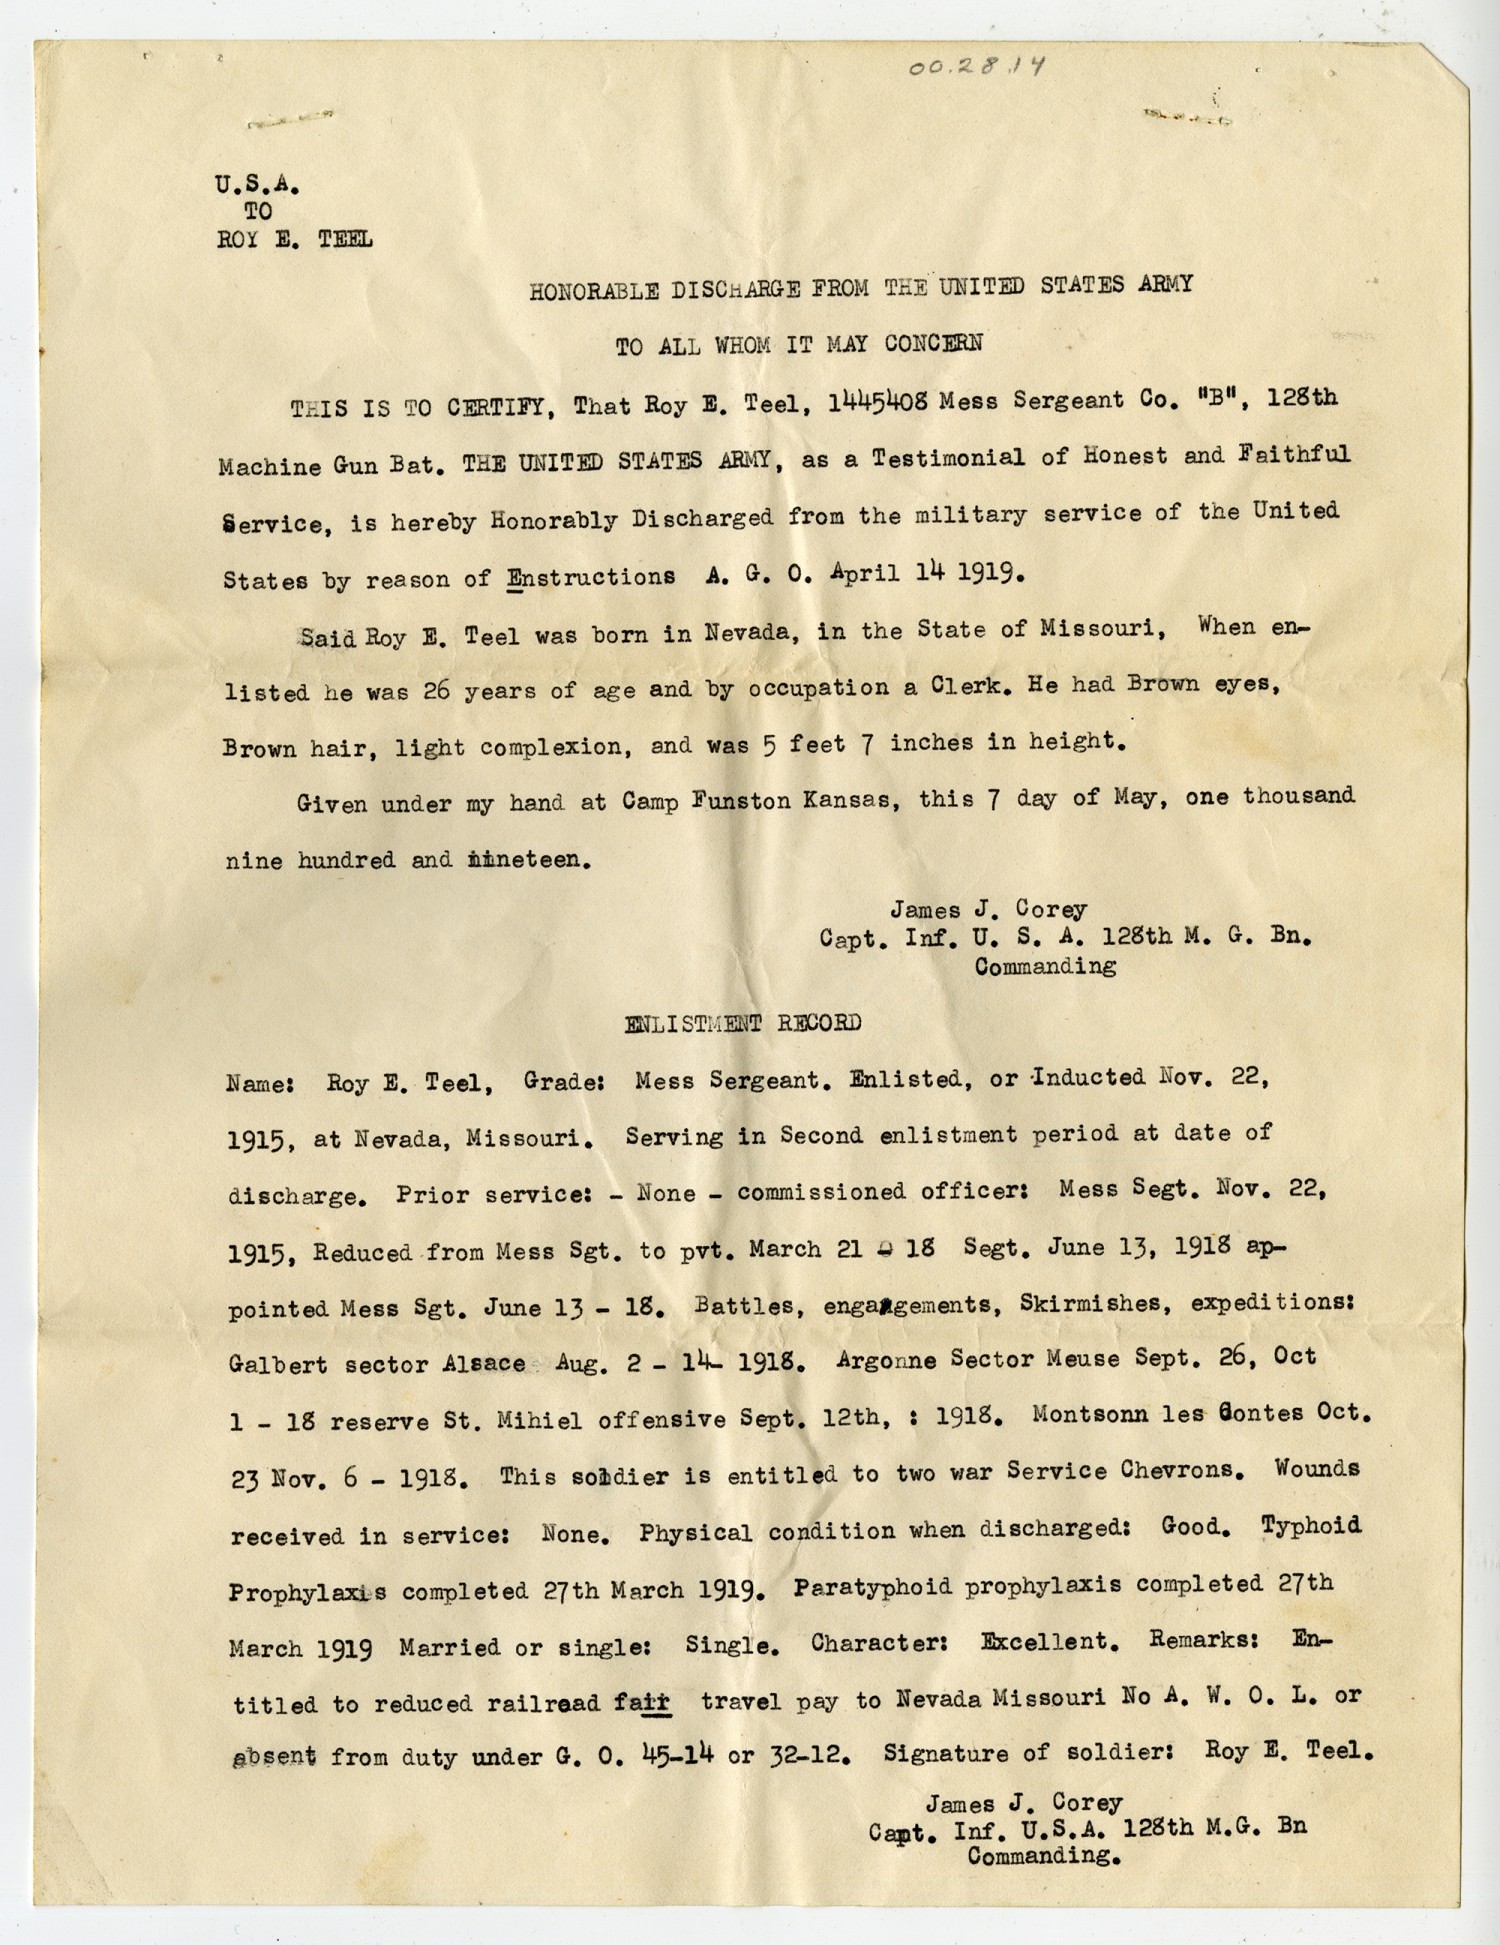 00.28.14
U.S.A.
TO
ROY E. TEEL
HONORABLE DISCHARGE FROM THE UNITED STATES ARMY
TO ALL WHOM IT MAY CONCERN
THIS IS TO CERTIFY, That Roy E. Teel, 1445408 Mess Sergeant Co. "B", 128th
Machine Gun Bat. THE UNITED STATES ARMY, as a Testimonial of Honest and Faithful
Service, is hereby Honorably Discharged from the military service of the United
States by reason of Enstructions A. G. O. April 14 1919.
Said Roy E. Teel was born in Nevada, in the State of Missouri, When en-
listed he was 26 years of age and by occupation a Clerk. He had Brown eyes,
Brown hair, light complexion, and was 5 feet 7 inches in height.
Given under my hand at Camp Funston Kansas, this 7 day of May, one thousand
nine hundred and nineteen.
James J. Corey
Capt. Inf. U. S. A. 128th M. G. Bn.
Commanding
ENLISTMENT RECORD
Name: Roy E. Teel, Grade: Mess Sergeant. Enlisted, or Inducted Nov. 22,
1915, at Nevada, Missouri. Serving in Second enlistment period at date of
discharge. Prior service: - None - commissioned officer: Mess Segt. Nov. 22,
1915, Reduced from Mess Sgt. to pvt. March 21 - 18 Segt. June 13, 1918 ap-
pointed Mess Sgt. June 13 - 18. Battles, engaggements, Skirmishes, expeditions:
Galbert sector Alsace Aug. 2 - 14- 1918. Argonne Sector Meuse Sept. 26, Oct
1 - 18 reserve St. Mihiel offensive Sept. 12th, : 1918. Montsonn les Contes Oct.
23 Nov. 6 - 1918. This soldier is entitled to two war Service Chevrons. Wounds
received in service: None. Physical condition when discharged: Good. Typhoid
Prophylaxis completed 27th March 1919. Paratyphoid prophylaxis completed 27th
March 1919 Married or single: Single. Character: Excellent. Remarks: En-
titled to reduced railroad fair travel pay to Nevada Missouri No A. W. O. L. or
absent from duty under G. O. 45-14 or 32-12. Signature of soldier: Roy E. Teel.
James J. Corey
Capt. Inf. U.S.A. 128th M.G. Bn
Commanding.